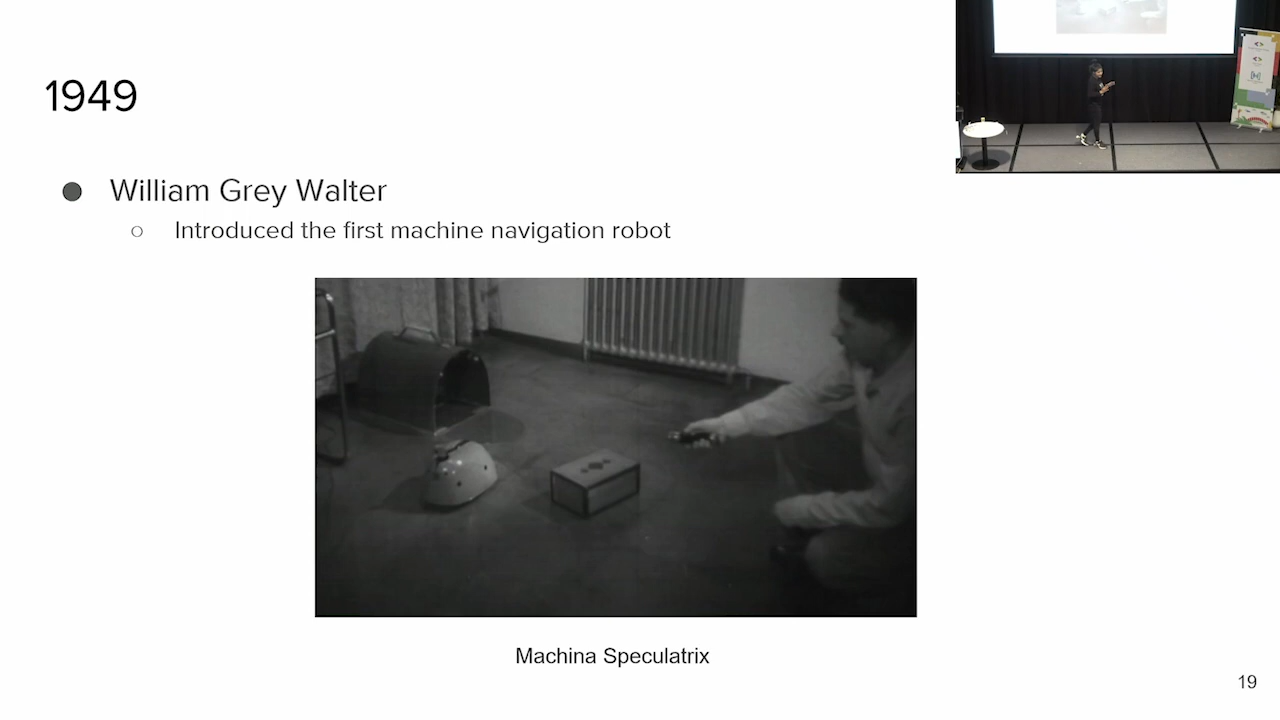 1949
● William Grey Walter
○ Introduced the first machine navigation robot
Machina Speculatrix
19